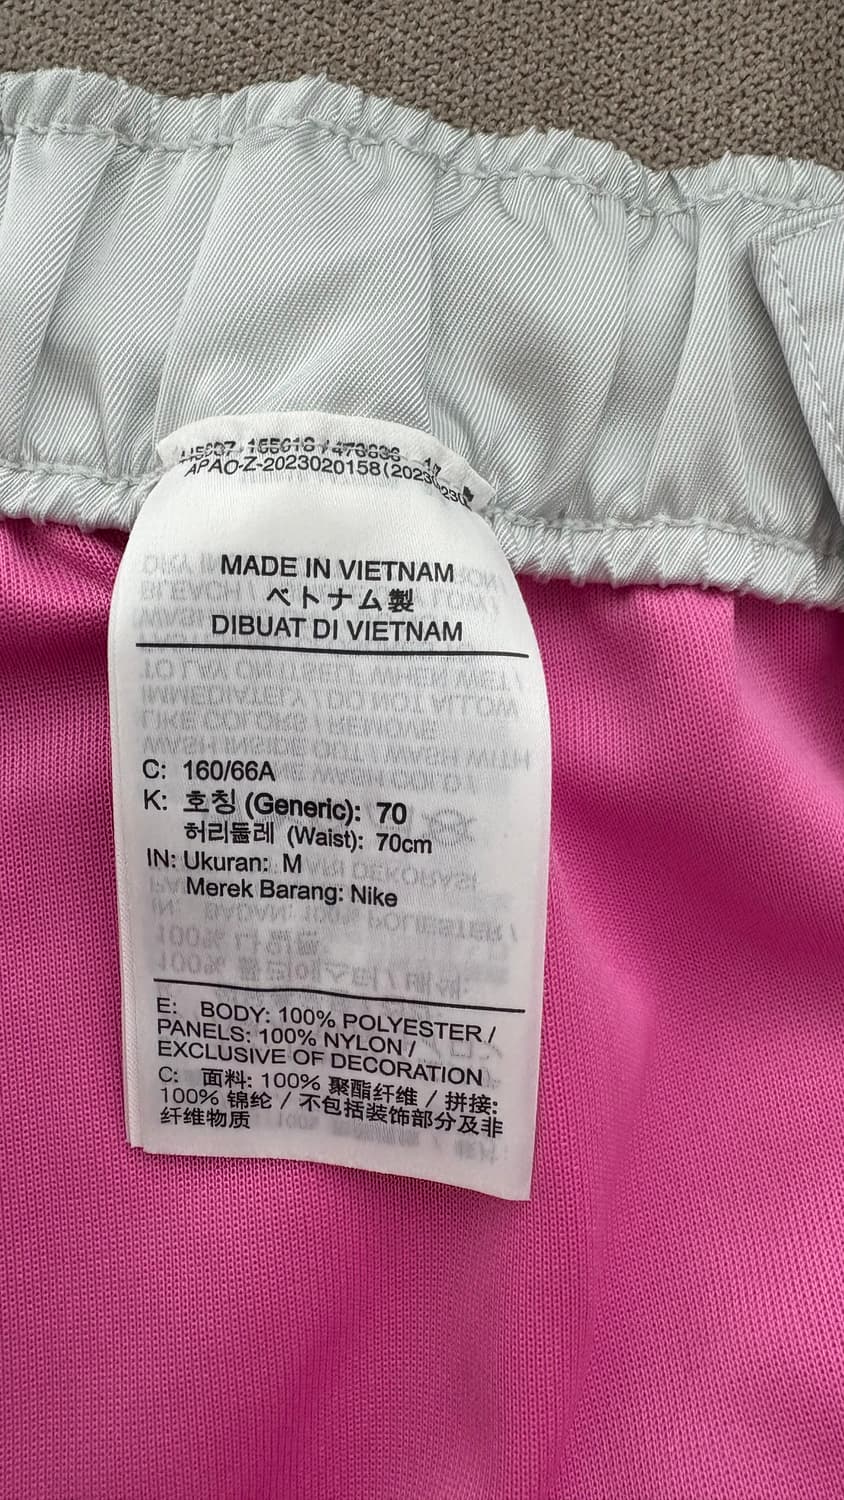 APAO-Z-2023020158(2023
MADE IN VIETNAM
ベトナム製
DIBUAT DI VIETNAM
C: 160/66A
K: 호칭 (Generic): 70
허리둘레 (Waist): 70cm
IN: Ukuran: M
Merek Barang: Nike
E: BODY: 100% POLYESTER /
PANELS: 100% NYLON /
EXCLUSIVE OF DECORATION
C: 面料: 100% 聚酯纤维 / 拼接:
100% 锦纶 / 不包括装饰部分及非
纤维物质